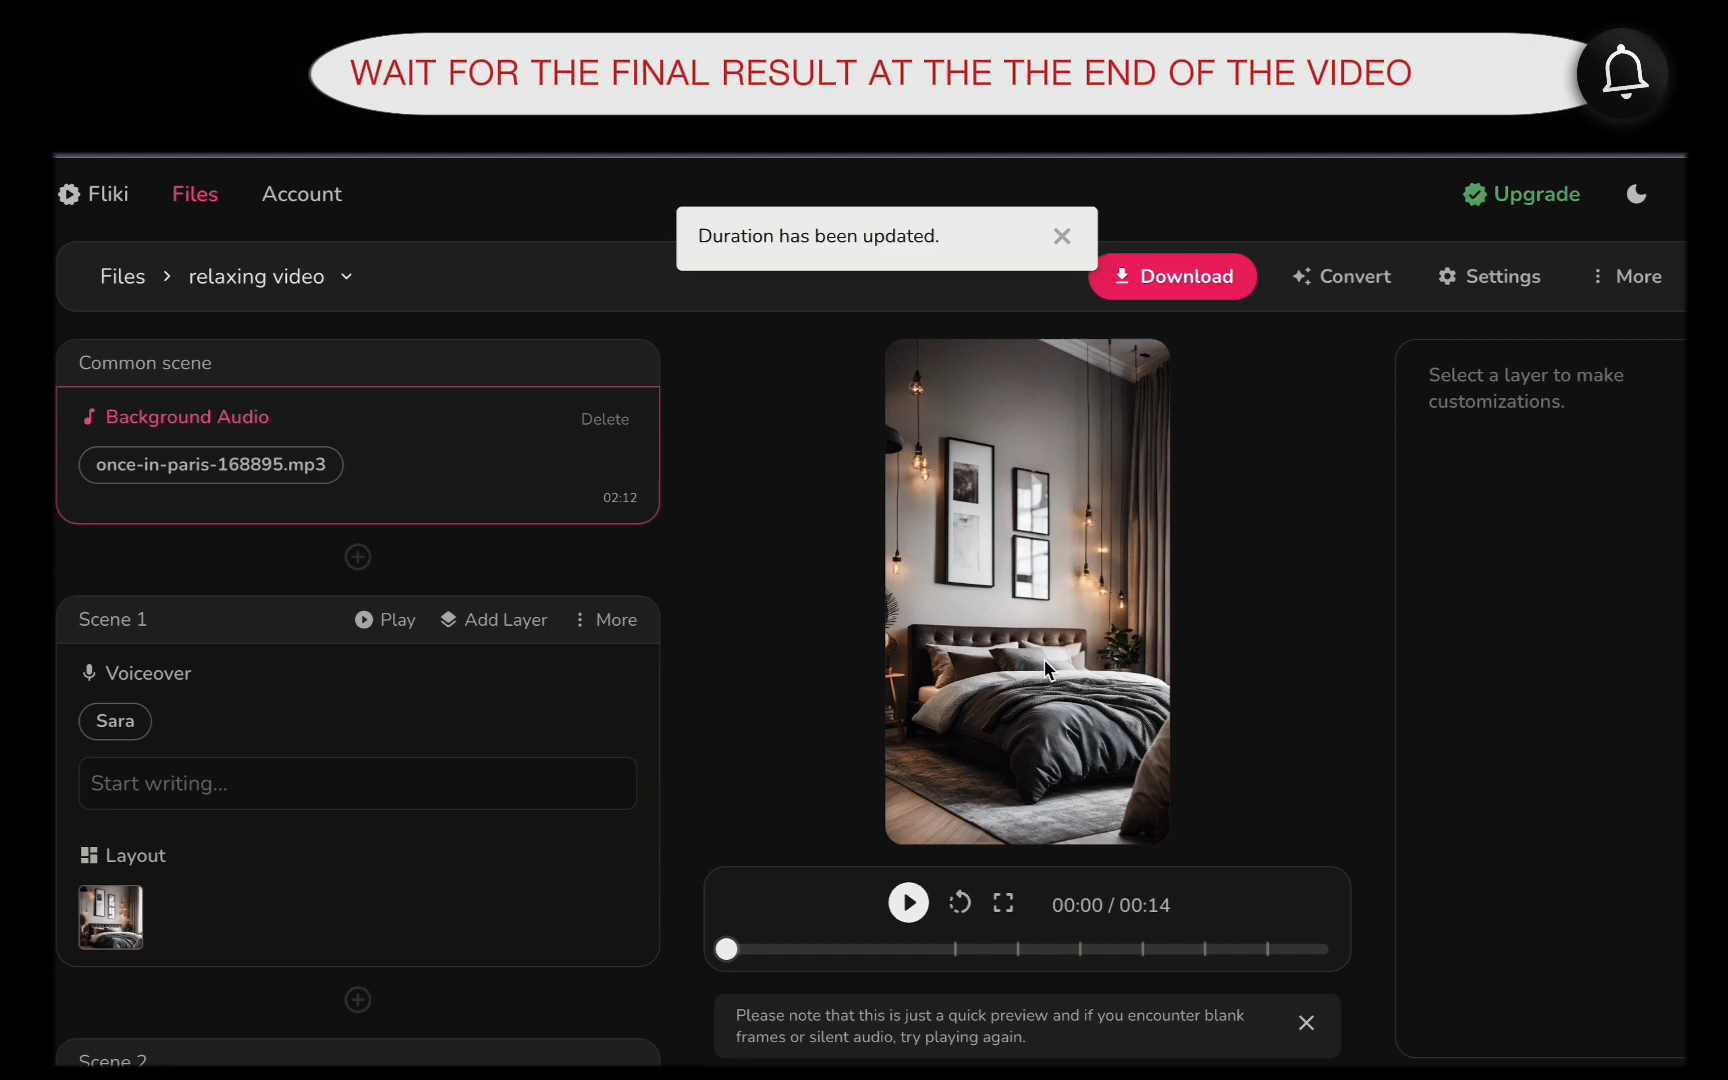 WAIT FOR THE FINAL RESULT AT THE THE END OF THE VIDEO
Fliki
Files
Account
Upgrade
Duration has been updated.
Files > relaxing video
Download
Convert
Settings
More
Common scene
Background Audio
Delete
once-in-paris-168895.mp3
02:12
Scene 1
Play
Add Layer
More
Voiceover
Sara
Start writing...
Layout
Scene 2
Select a layer to make
customizations.
00:00 / 00:14
Please note that this is just a quick preview and if you encounter blank
frames or silent audio, try playing again.